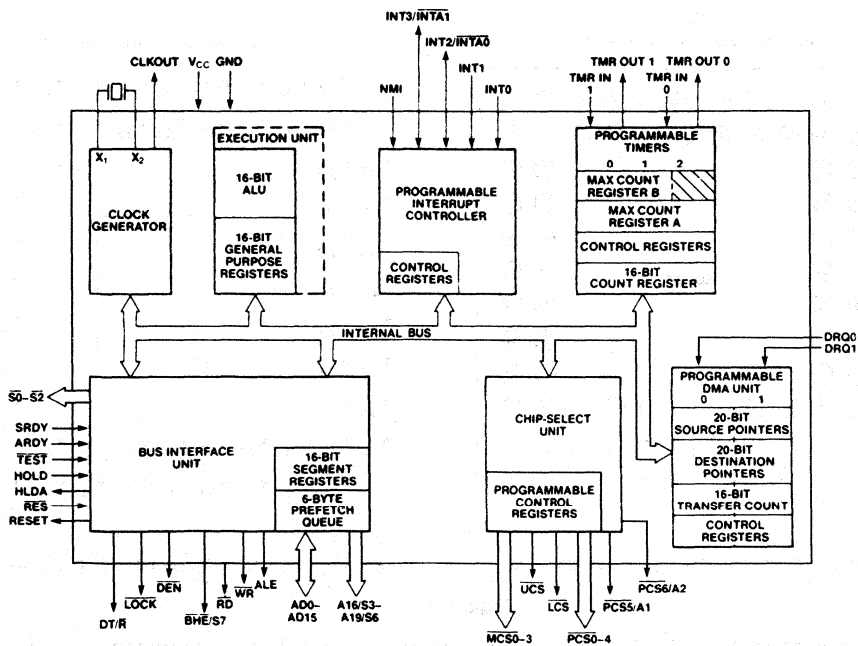 INT3/INTA1
INT2/INTA0
CLKOUT VCC GND
INT1
TMR OUT 1 TMR OUT 0
TMR IN 1
TMR IN 0
NMI
INT0
X1 X2
CLOCK
GENERATOR
EXECUTION UNIT
16-BIT
ALU
16-BIT
GENERAL
PURPOSE
REGISTERS
PROGRAMMABLE
INTERRUPT
CONTROLLER
CONTROL
REGISTERS
PROGRAMMABLE
TIMERS
0 1 2
MAX COUNT
REGISTER B
MAX COUNT
REGISTER A
CONTROL REGISTERS
16-BIT
COUNT REGISTER
INTERNAL BUS
DRQ0
DRQ1
S0-S2
SRDY
ARDY
TEST
HOLD
HLDA
RES
RESET
BUS INTERFACE
UNIT
16-BIT
SEGMENT
REGISTERS
6-BYTE
PREFETCH
QUEUE
CHIP-SELECT
UNIT
PROGRAMMABLE
CONTROL
REGISTERS
PROGRAMMABLE
DMA UNIT
0 1
20-BIT
SOURCE POINTERS
20-BIT
DESTINATION
POINTERS
16-BIT
TRANSFER COUNT
CONTROL
REGISTERS
DT/R
LOCK
DEN
BHE/S7
RD
WR
ALE
AD0-
AD15
A16/S3-
A19/S6
MCS0-3
UCS
LCS
PCS0-4
PCS5/A1
PCS6/A2